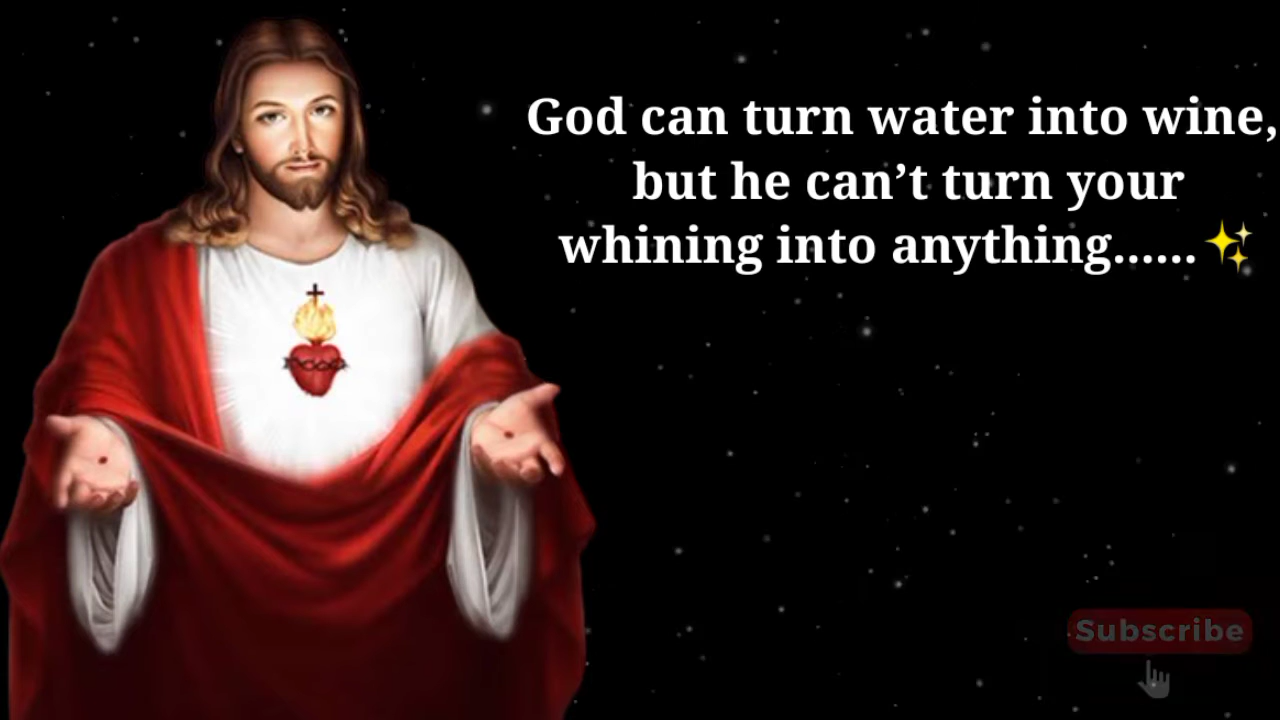 God can turn water into wine,
but he can’t turn your
whining into anything......✨
Subscribe